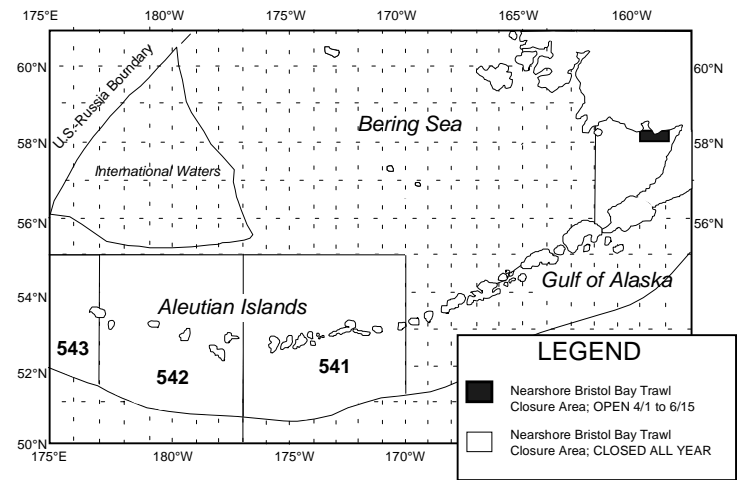 175°E 180°W 175°W 170°W 165°W 160°W
60°N
60°N
U.S.-Russia Boundary
Bering Sea
58°N
58°N
International Waters
56°N
56°N
Gulf of Alaska
54°N
Aleutian Islands
543
541
52°N
542
50°N
175°E 180°W 175°W 170°W
LEGEND
Nearshore Bristol Bay Trawl
Closure Area; OPEN 4/1 to 6/15
Nearshore Bristol Bay Trawl
Closure Area; CLOSED ALL YEAR